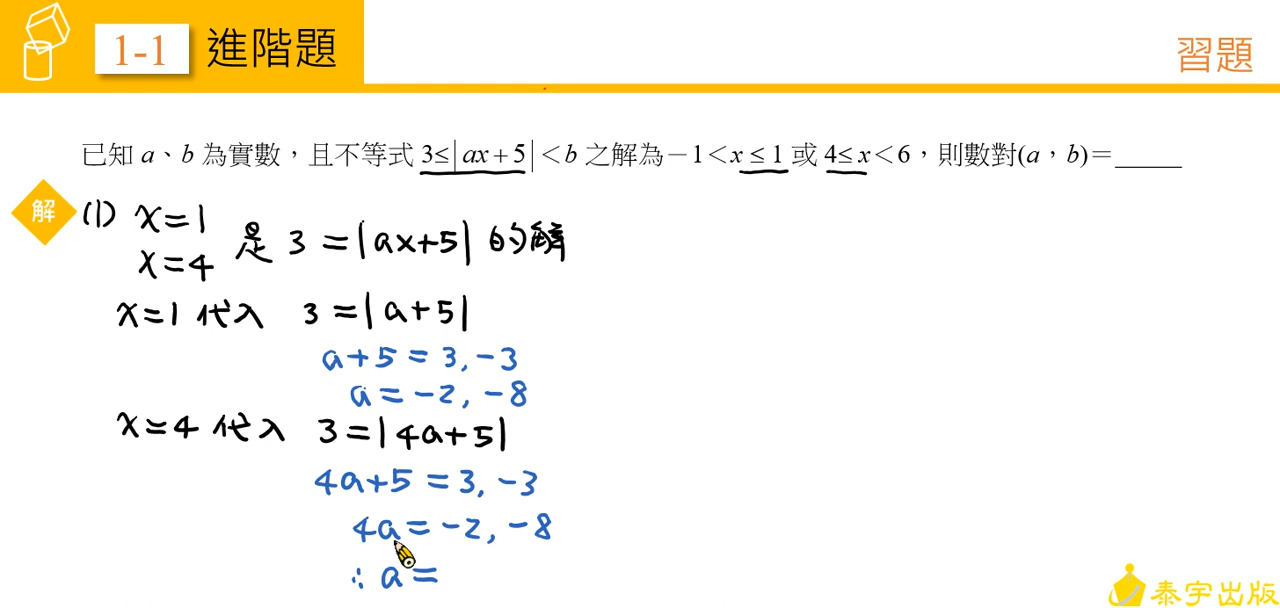 1-1 進階題
習題
已知 a、b 為實數，且不等式 3≤|ax+5|<b 之解為 -1<x≤1 或 4≤x<6，則數對(a，b)=_____
解 (1) x=1
x=4 是 3=|ax+5| 的解
x=1 代入 3=|a+5|
a+5=3,-3
a=-2,-8
x=4 代入 3=|4a+5|
4a+5=3,-3
4a=-2,-8
∴a=
泰宇出版